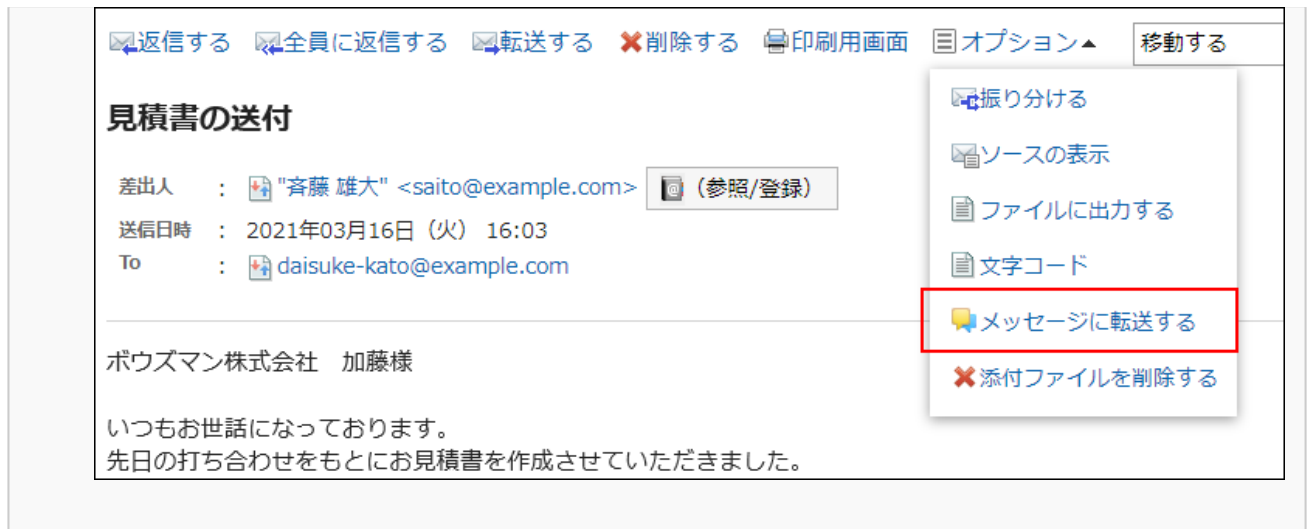 返信する 全員に返信する 転送する 削除する 印刷用画面 オプション▲ 移動する
振り分ける
見積書の送付
ソースの表示
差出人 : "斉藤 雄大" <saito@example.com> (参照/登録)
ファイルに出力する
送信日時 : 2021年03月16日(火) 16:03
To : daisuke-kato@example.com
文字コード
メッセージに転送する
ボウズマン株式会社 加藤様
添付ファイルを削除する
いつもお世話になっております。
先日の打ち合わせをもとにお見積書を作成させていただきました。